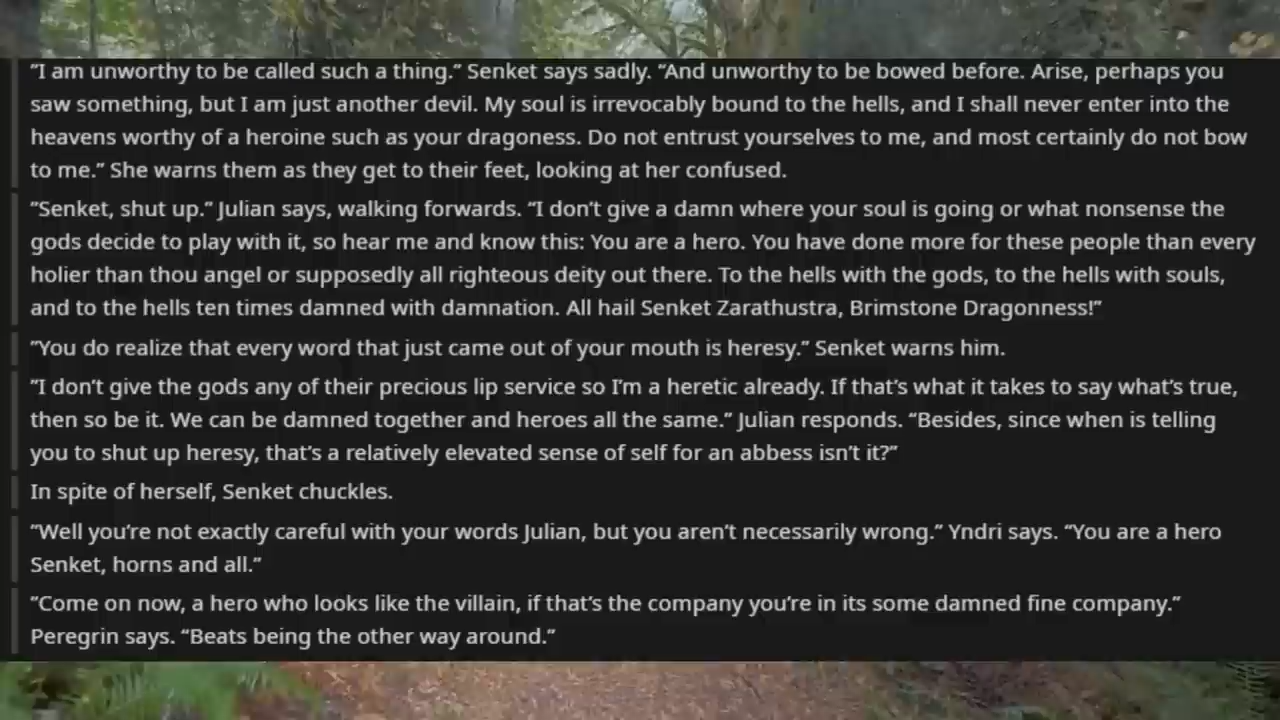 “I am unworthy to be called such a thing.” Senket says sadly. “And unworthy to be bowed before. Arise, perhaps you
saw something, but I am just another devil. My soul is irrevocably bound to the hells, and I shall never enter into the
heavens worthy of a heroine such as your dragoness. Do not entrust yourselves to me, and most certainly do not bow
to me.” She warns them as they get to their feet, looking at her confused.
“Senket, shut up.” Julian says, walking forwards. “I don’t give a damn where your soul is going or what nonsense the
gods decide to play with it, so hear me and know this: You are a hero. You have done more for these people than every
holier than thou angel or supposedly all righteous deity out there. To the hells with the gods, to the hells with souls,
and to the hells ten times damned with damnation. All hail Senket Zarathustra, Brimstone Dragonness!”
“You do realize that every word that just came out of your mouth is heresy.” Senket warns him.
“I don’t give the gods any of their precious lip service so I’m a heretic already. If that’s what it takes to say what’s true,
then so be it. We can be damned together and heroes all the same.” Julian responds. “Besides, since when is telling
you to shut up heresy, that’s a relatively elevated sense of self for an abbess isn’t it?”
In spite of herself, Senket chuckles.
“Well you’re not exactly careful with your words Julian, but you aren’t necessarily wrong.” Yndri says. “You are a hero
Senket, horns and all.”
“Come on now, a hero who looks like the villain, if that’s the company you’re in its some damned fine company.”
Peregrin says. “Beats being the other way around.”